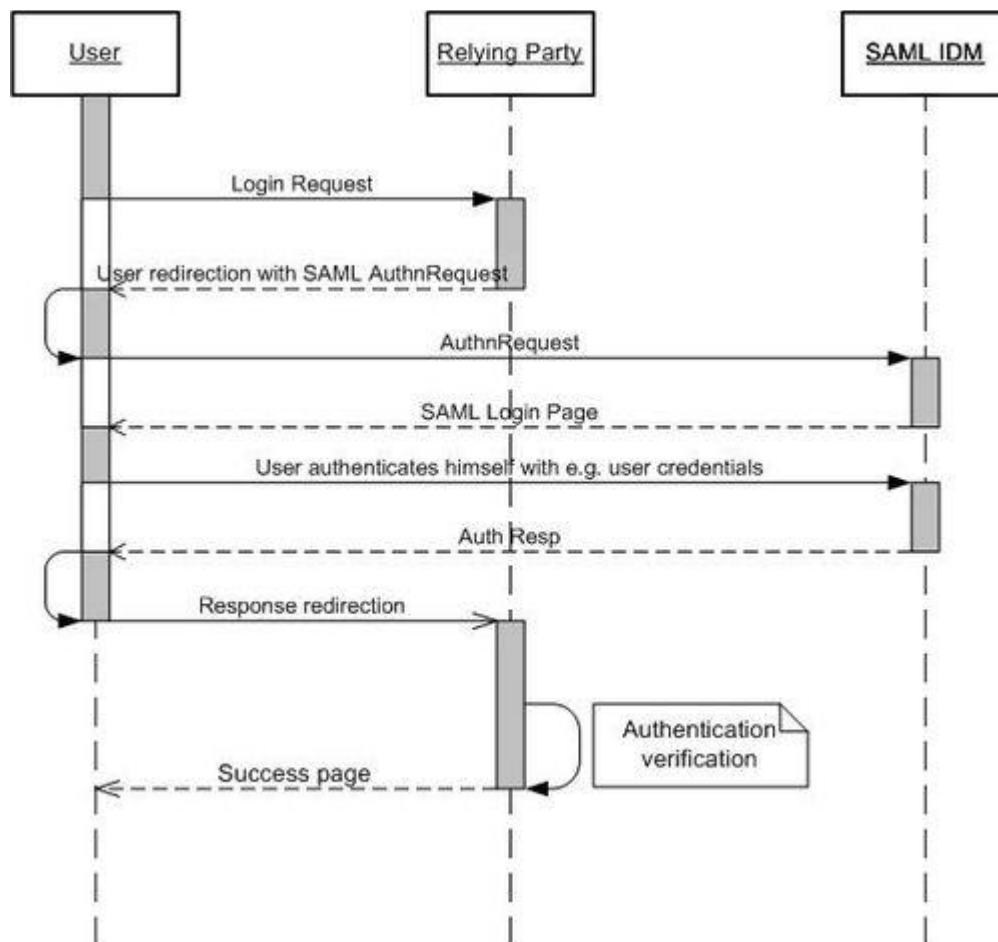 User
Relying Party
SAML IDM
Login Request
User redirection with SAML AuthnRequest
AuthnRequest
SAML Login Page
User authenticates himself with e.g. user credentials
Auth Resp
Response redirection
Authentication
verification
Success page